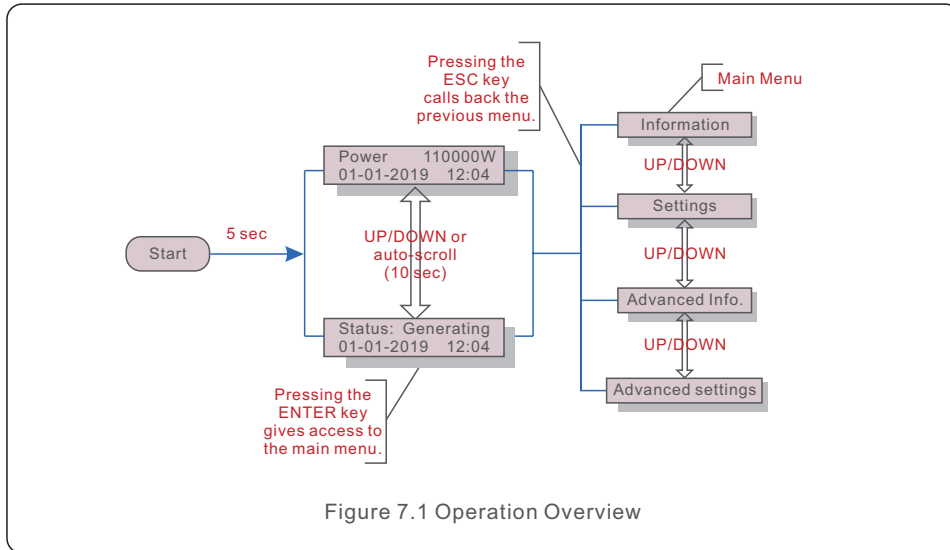 Pressing the
ESC key
calls back the
previous menu.
Main Menu
Information
UP/DOWN
Settings
UP/DOWN
Advanced Info.
UP/DOWN
Advanced settings
Start
5 sec
Power 110000W
01-01-2019 12:04
UP/DOWN or
auto-scroll
(10 sec)
Status: Generating
01-01-2019 12:04
Pressing the
ENTER key
gives access to
the main menu.
Figure 7.1 Operation Overview